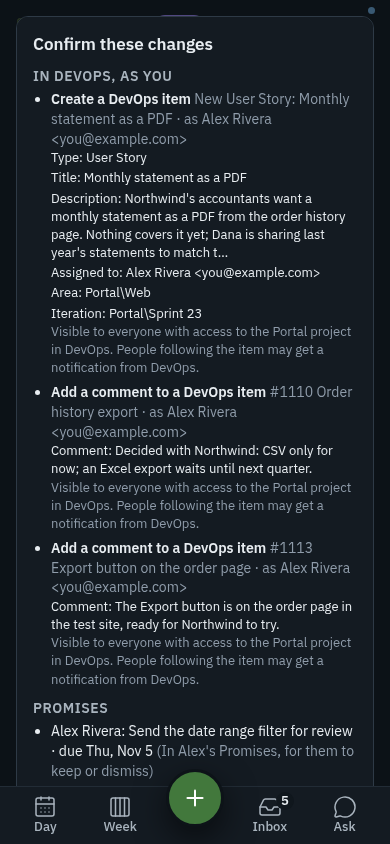 Confirm these changes
IN DEVOPS, AS YOU
• Create a DevOps item New User Story: Monthly
statement as a PDF · as Alex Rivera
<you@example.com>
Type: User Story
Title: Monthly statement as a PDF
Description: Northwind's accountants want a
monthly statement as a PDF from the order history
page. Nothing covers it yet; Dana is sharing last
year's statements to match t...
Assigned to: Alex Rivera <you@example.com>
Area: Portal\Web
Iteration: Portal\Sprint 23
Visible to everyone with access to the Portal project
in DevOps. People following the item may get a
notification from DevOps.
• Add a comment to a DevOps item #1110 Order
history export · as Alex Rivera
<you@example.com>
Comment: Decided with Northwind: CSV only for
now; an Excel export waits until next quarter.
Visible to everyone with access to the Portal project
in DevOps. People following the item may get a
notification from DevOps.
• Add a comment to a DevOps item #1113
Export button on the order page · as Alex Rivera
<you@example.com>
Comment: The Export button is on the order page in
the test site, ready for Northwind to try.
Visible to everyone with access to the Portal project
in DevOps. People following the item may get a
notification from DevOps.
PROMISES
• Alex Rivera: Send the date range filter for review
· due Thu, Nov 5 (In Alex's Promises, for them to
keep or dismiss)
5
Day Week Inbox Ask